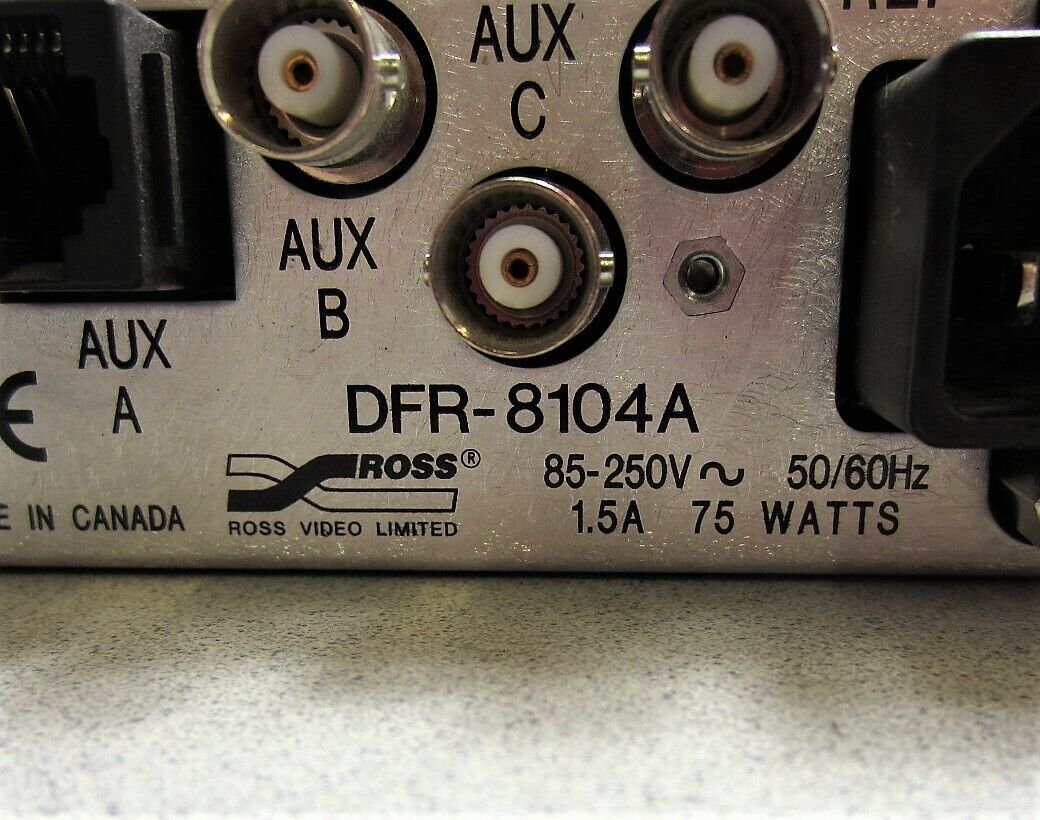 AUX
C
AUX
B
AUX
A
CE
DFR-8104A
ROSS®
ROSS VIDEO LIMITED
IN CANADA
85-250V～ 50/60Hz
1.5A 75 WATTS